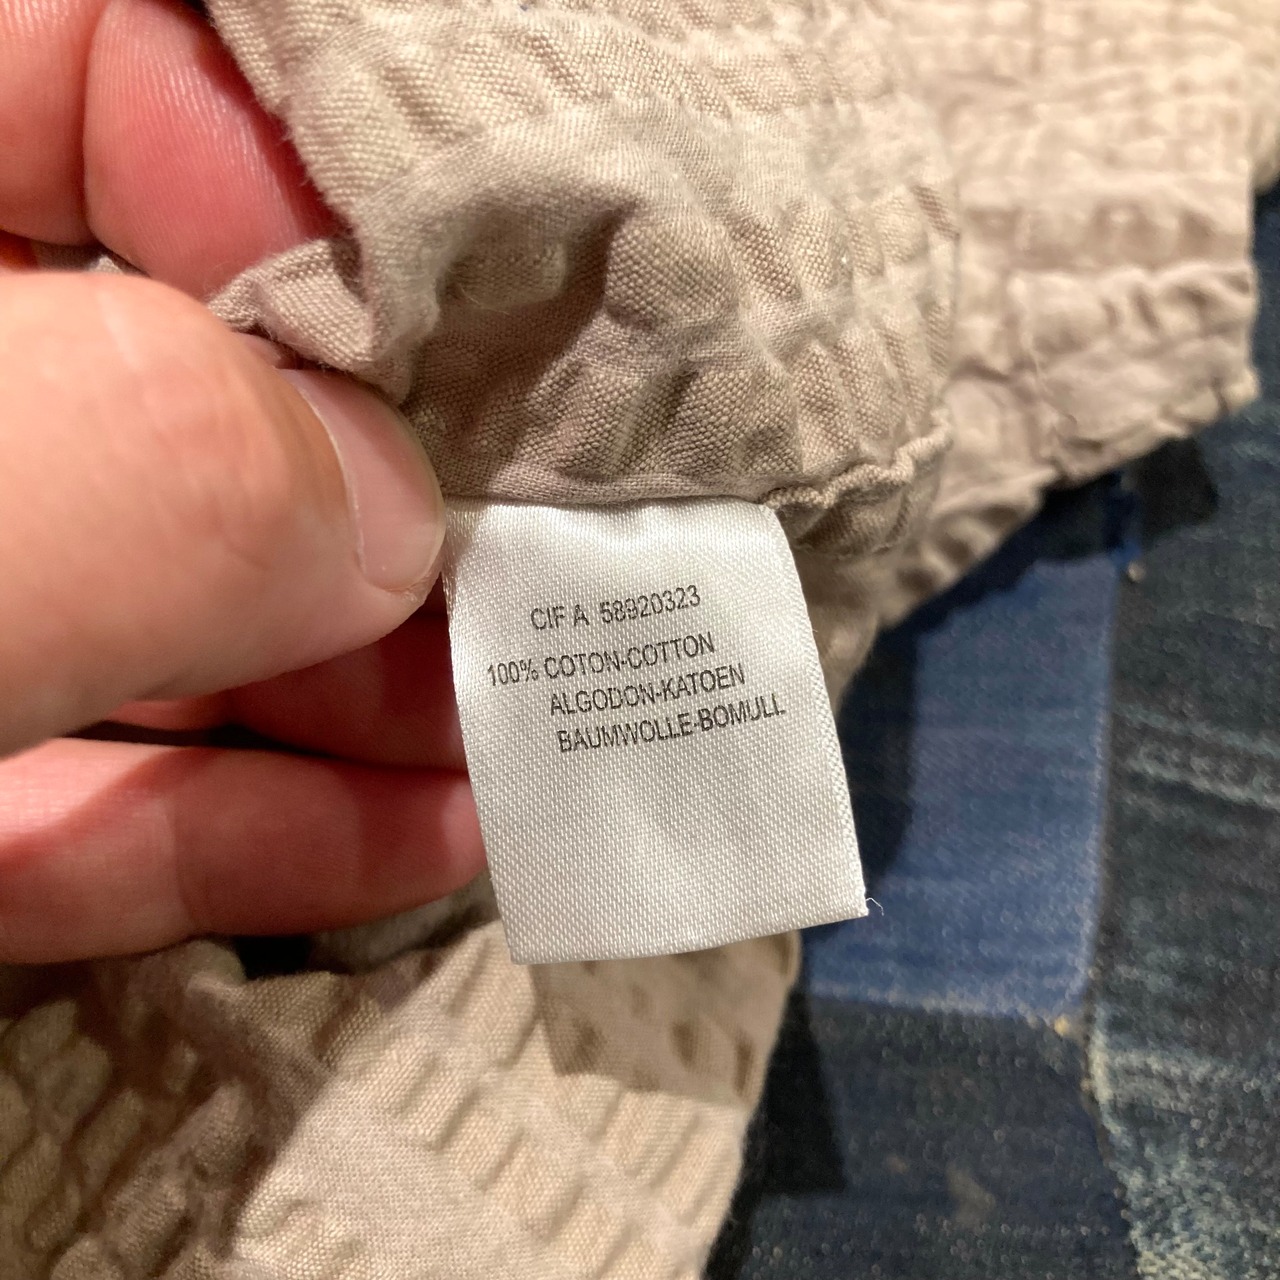 CIF A 58920323
100% COTON-COTTON
ALGODON-KATOEN
BAUMWOLLE-BOMULL